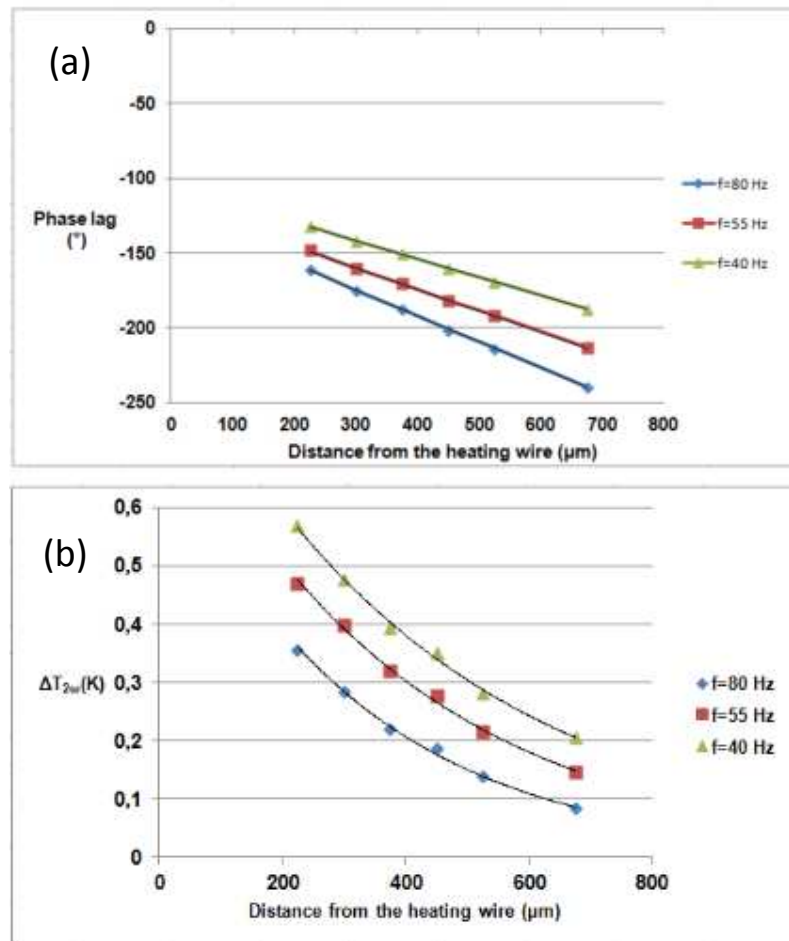 (a)
0
-50
-100
-150
-200
-250
Phase lag
(°)
0 100 200 300 400 500 600 700 800
Distance from the heating wire (µm)
f=80 Hz
f=55 Hz
f=40 Hz
(b)
0,6
0,5
0,4
0,3
0,2
0,1
0
ΔT2ω(K)
0 200 400 600 800
Distance from the heating wire (µm)
f=80 Hz
f=55 Hz
f=40 Hz